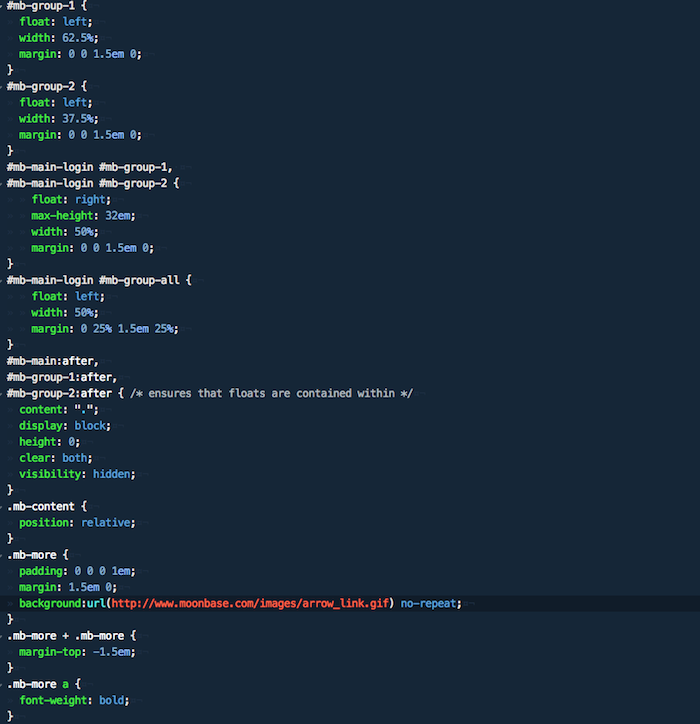 #mb-group-1 {
float: left;
width: 62.5%;
margin: 0 0 1.5em 0;
}
#mb-group-2 {
float: left;
width: 37.5%;
margin: 0 0 1.5em 0;
}
#mb-main-login #mb-group-1,
#mb-main-login #mb-group-2 {
float: right;
max-height: 32em;
width: 50%;
margin: 0 0 1.5em 0;
}
#mb-main-login #mb-group-all {
float: left;
width: 50%;
margin: 0 25% 1.5em 25%;
}
#mb-main:after,
#mb-group-1:after,
#mb-group-2:after { /* ensures that floats are contained within */
content: ".";
display: block;
height: 0;
clear: both;
visibility: hidden;
}
.mb-content {
position: relative;
}
.mb-more {
padding: 0 0 0 1em;
margin: 1.5em 0;
background:url(http://www.moonbase.com/images/arrow_link.gif) no-repeat;
}
.mb-more + .mb-more {
margin-top: -1.5em;
}
.mb-more a {
font-weight: bold;
}